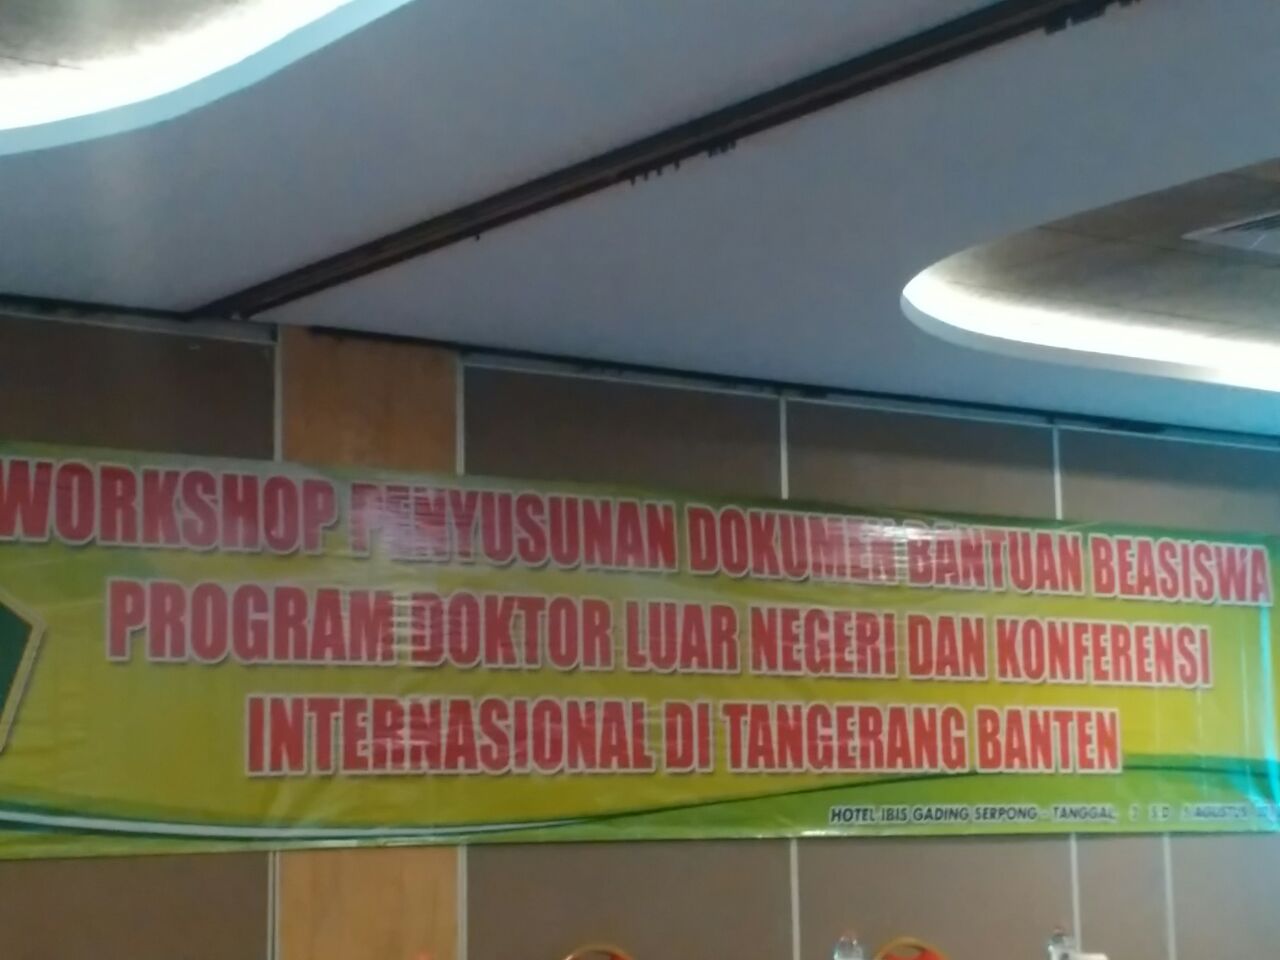 WORKSHOP PENYUSUNAN DOKUMEN BANTUAN BEASISWA
PROGRAM DOKTOR LUAR NEGERI DAN KONFERENSI
INTERNASIONAL DI TANGERANG BANTEN
HOTEL IBIS GADING SERPONG - TANGGAL, S.D AGUSTUS